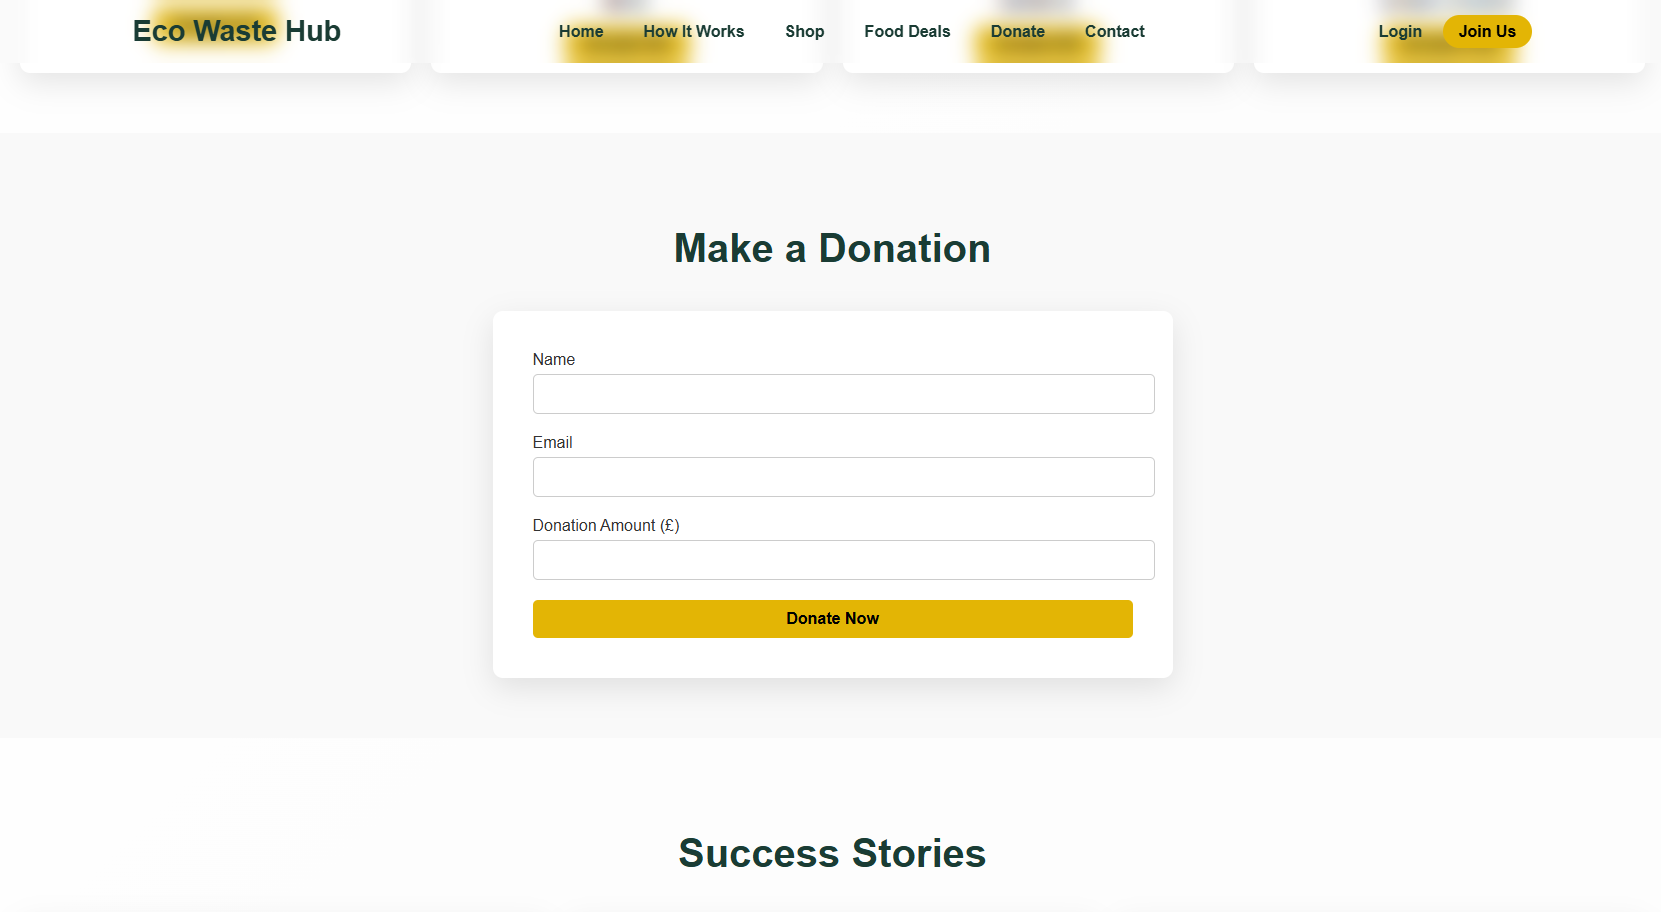 Eco Waste Hub
Home How It Works Shop Food Deals Donate Contact
Login Join Us
Make a Donation
Name
Email
Donation Amount (£)
Donate Now
Success Stories